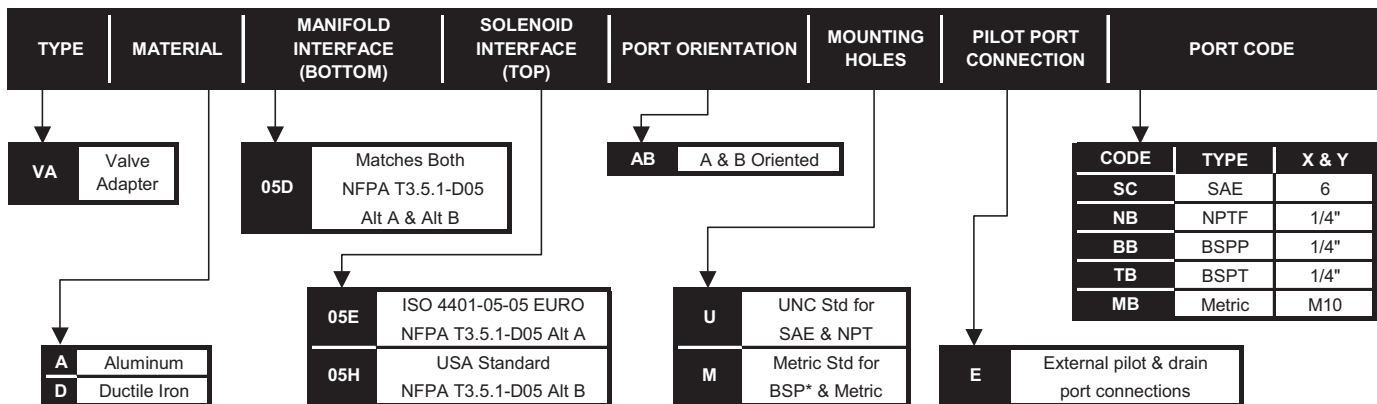 TYPE
MATERIAL
MANIFOLD
INTERFACE
(BOTTOM)
SOLENOID
INTERFACE
(TOP)
PORT ORIENTATION
MOUNTING
HOLES
PILOT PORT
CONNECTION
PORT CODE
VA
Valve
Adapter
05D
Matches Both
NFPA T3.5.1-D05
Alt A & Alt B
AB
A & B Oriented
CODE TYPE X & Y
SC SAE 6
NB NPTF 1/4"
BB BSPP 1/4"
TB BSPT 1/4"
MB Metric M10
A Aluminum
D Ductile Iron
05E
ISO 4401-05-05 EURO
NFPA T3.5.1-D05 Alt A
05H
USA Standard
NFPA T3.5.1-D05 Alt B
U
UNC Std for
SAE & NPT
M
Metric Std for
BSP* & Metric
E
External pilot & drain
port connections